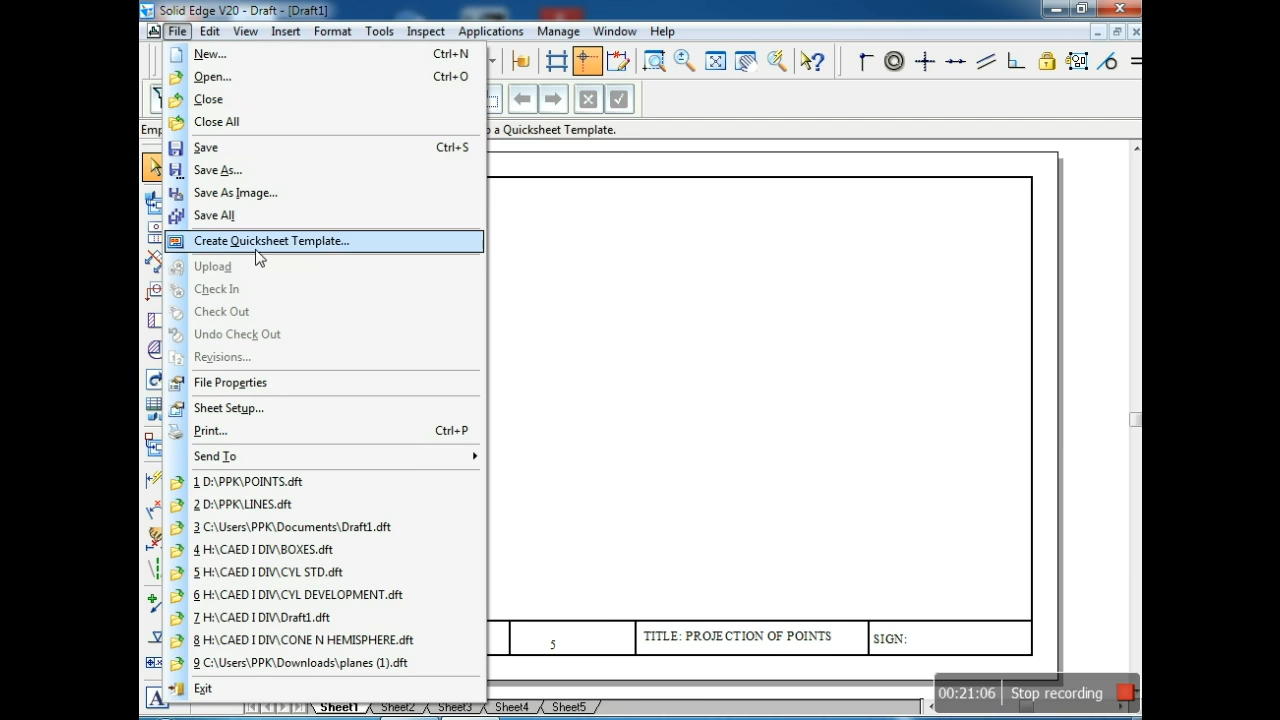 Solid Edge V20 - Draft - [Draft1]
File Edit View Insert Format Tools Inspect Applications Manage Window Help
New... Ctrl+N
Open... Ctrl+O
Close
Close All
Emp o a Quicksheet Template.
Save Ctrl+S
Save As...
Save As Image...
Save All
Create Quicksheet Template...
Upload
Check In
Check Out
Undo Check Out
Revisions...
File Properties
Sheet Setup...
Print... Ctrl+P
Send To
1 D:\PPK\POINTS.dft
2 D:\PPK\LINES.dft
3 C:\Users\PPK\Documents\Draft1.dft
4 H:\CAED I DIV\BOXES.dft
5 H:\CAED I DIV\CYL STD.dft
6 H:\CAED I DIV\CYL DEVELOPMENT.dft
7 H:\CAED I DIV\Draft1.dft
8 H:\CAED I DIV\CONE N HEMISPHERE.dft
9 C:\Users\PPK\Downloads\planes (1).dft
Exit
5 TITLE: PROJECTION OF POINTS SIGN:
00:21:06 Stop recording
Sheet1 Sheet2 Sheet3 Sheet4 Sheet5
A